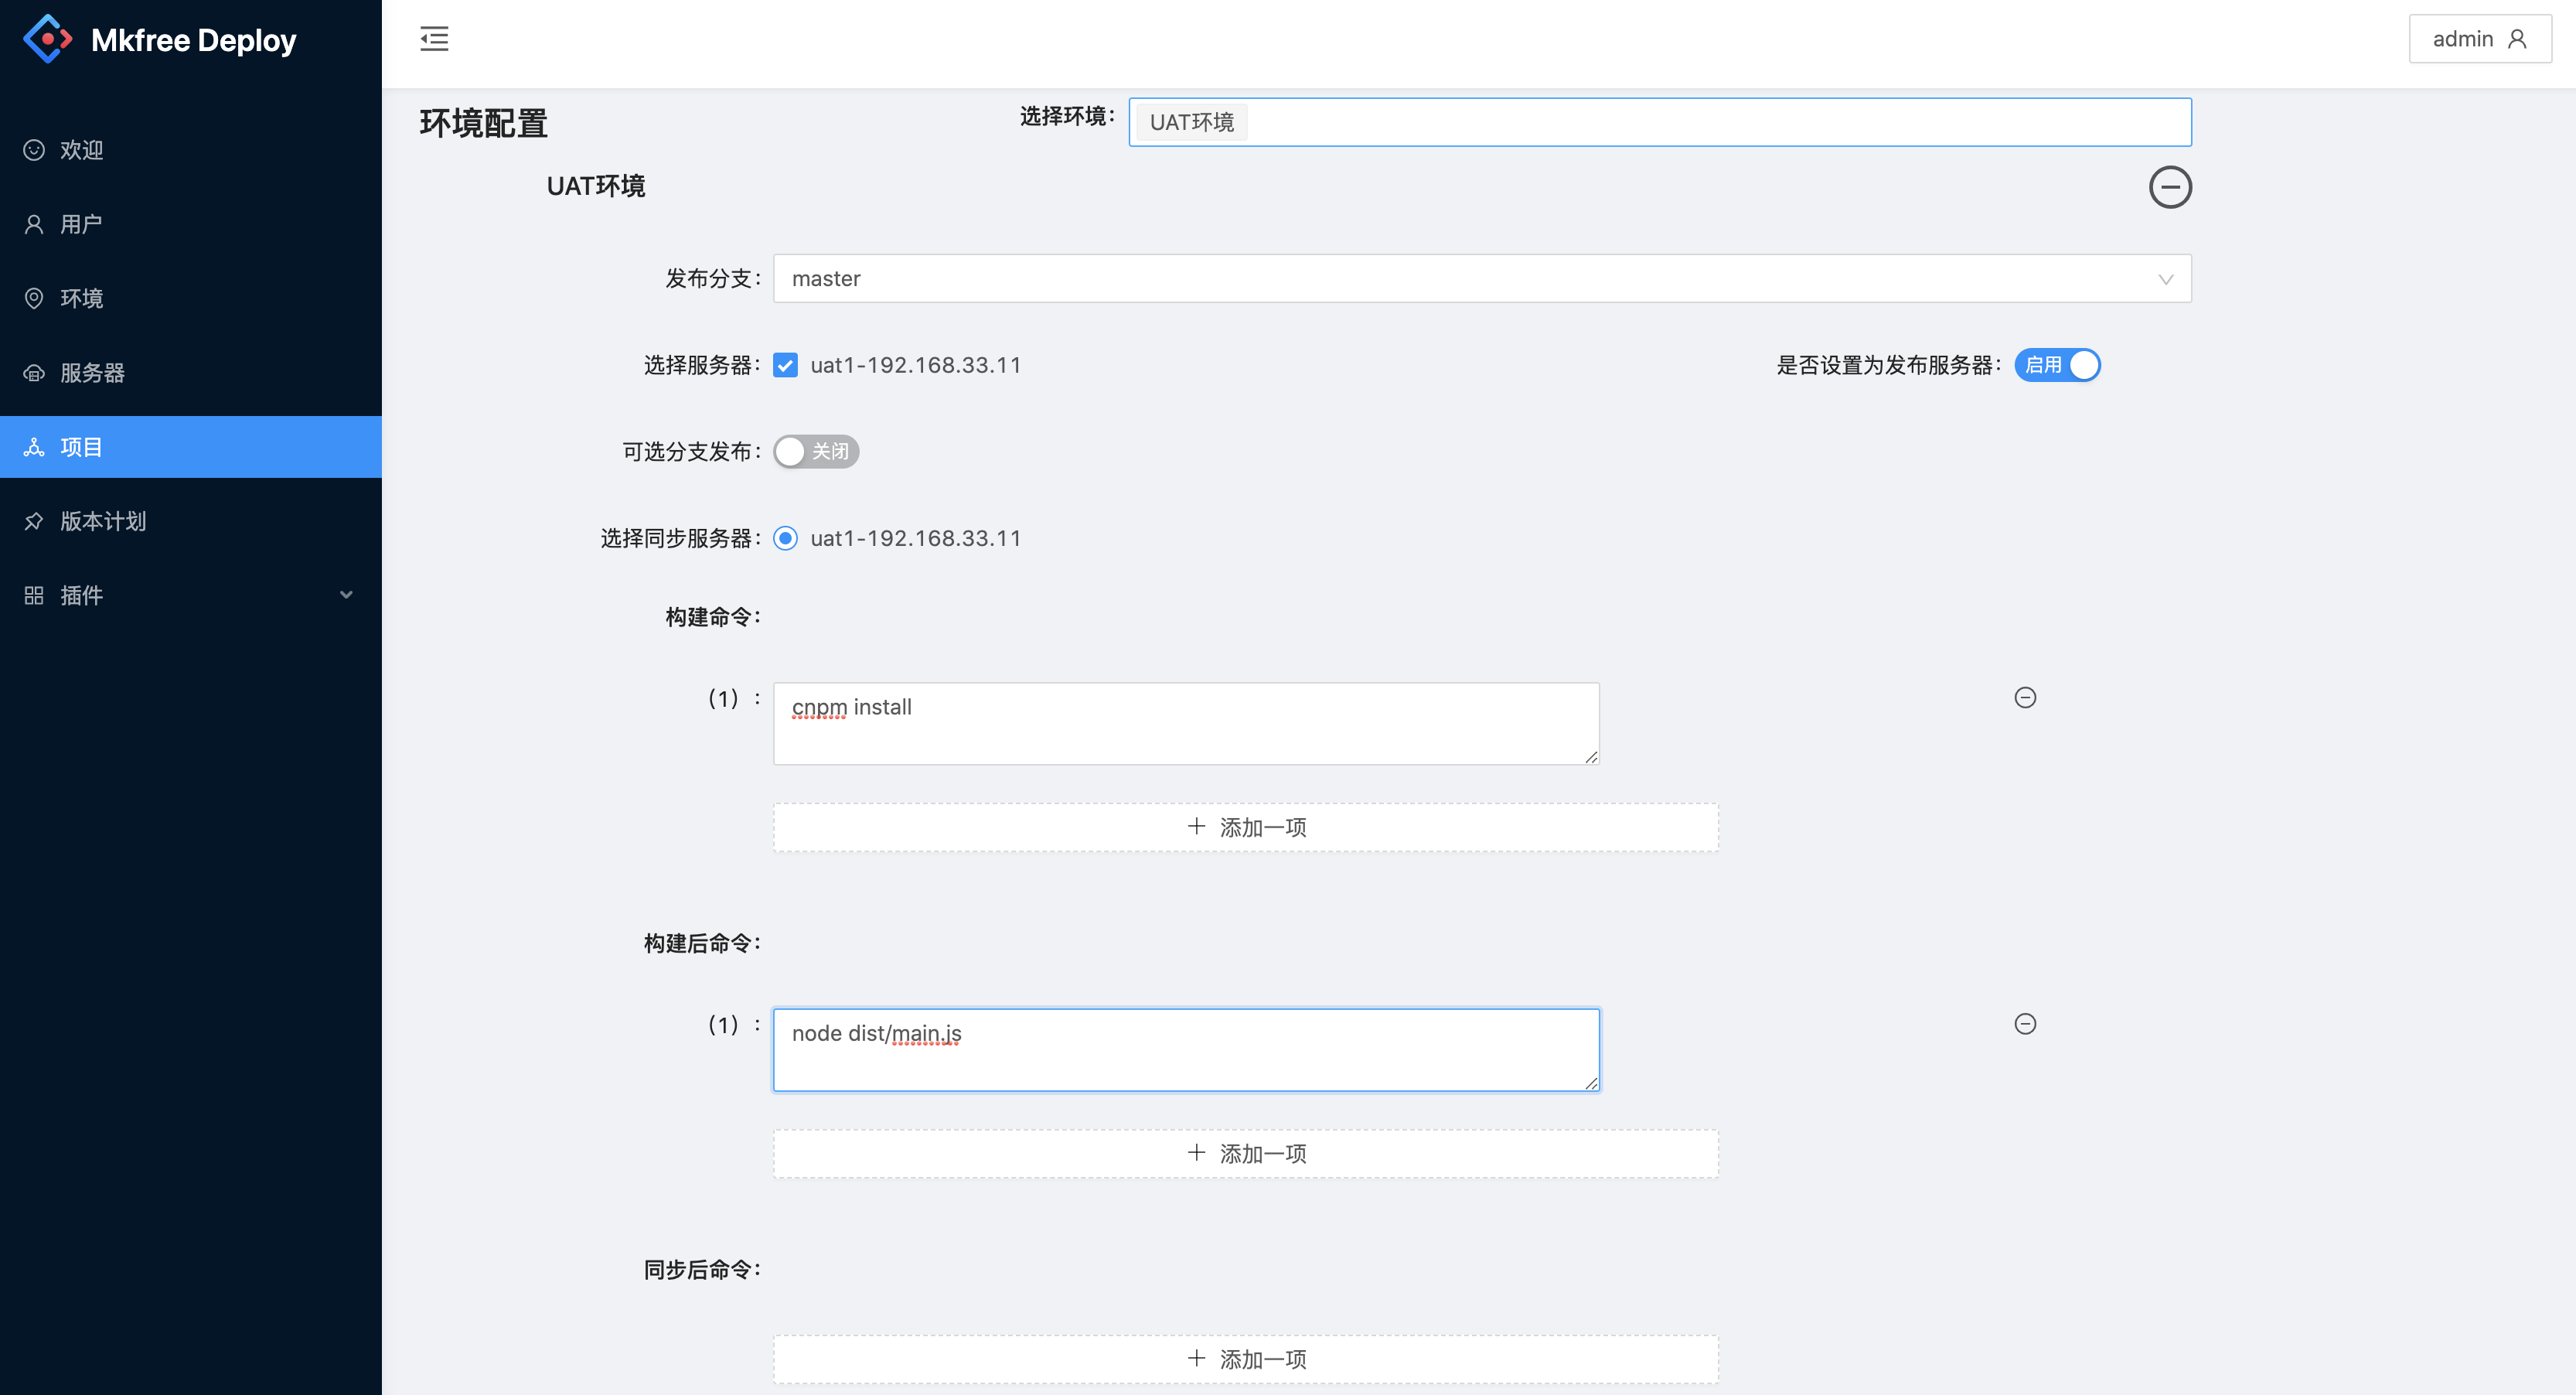 Mkfree Deploy
admin
欢迎
用户
环境
服务器
项目
版本计划
插件
环境配置
选择环境：
UAT环境
UAT环境
发布分支：
master
选择服务器：
uat1-192.168.33.11
是否设置为发布服务器：
启用
可选分支发布：
关闭
选择同步服务器：
uat1-192.168.33.11
构建命令：
（1）：
cnpm install
添加一项
构建后命令：
（1）：
node dist/main.js
添加一项
同步后命令：
添加一项